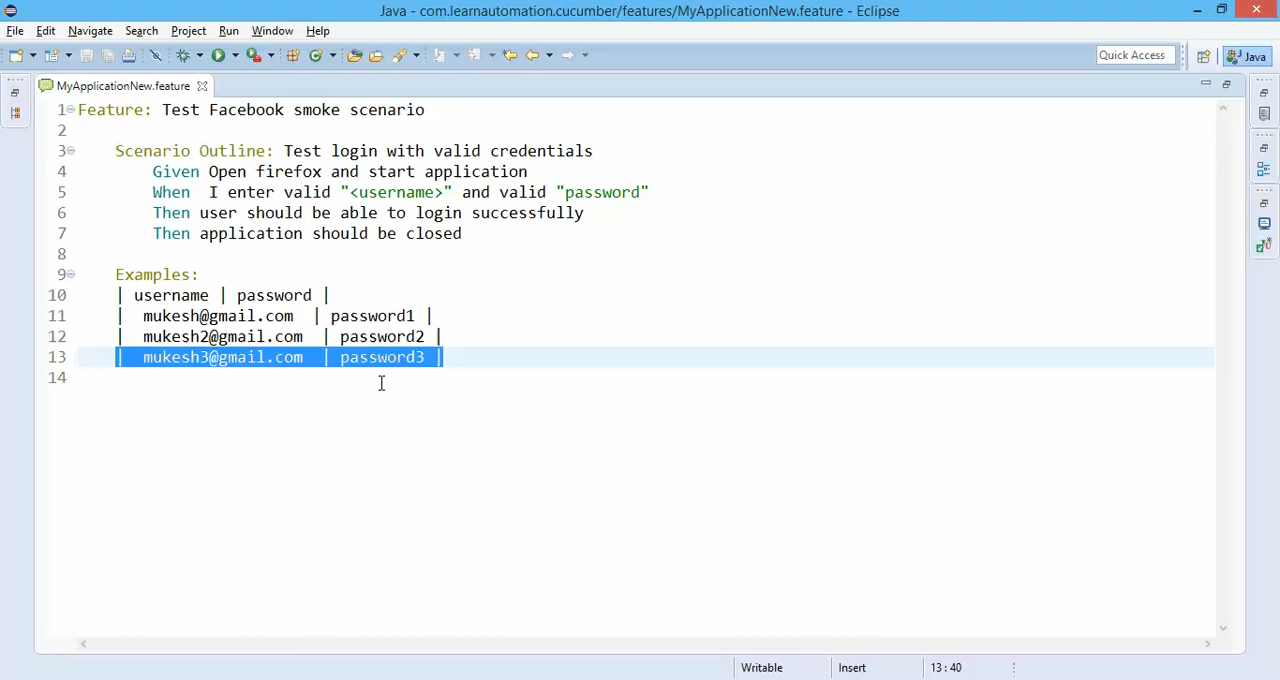 Java - com.learnautomation.cucumber/features/MyApplicationNew.feature - Eclipse
File Edit Navigate Search Project Run Window Help
Quick Access
Java
MyApplicationNew.feature
1 Feature: Test Facebook smoke scenario
2
3 Scenario Outline: Test login with valid credentials
4 Given Open firefox and start application
5 When I enter valid "<username>" and valid "password"
6 Then user should be able to login successfully
7 Then application should be closed
8
9 Examples:
10 | username | password |
11 | mukesh@gmail.com | password1 |
12 | mukesh2@gmail.com | password2 |
13 | mukesh3@gmail.com | password3 |
14
Writable Insert 13 : 40